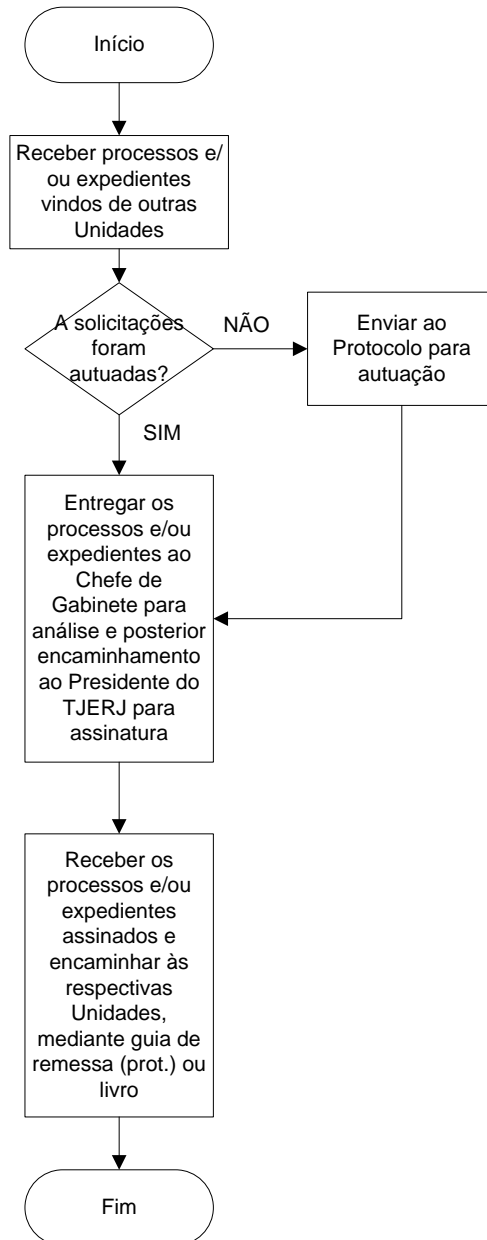 Início
Receber processos e/
ou expedientes
vindos de outras
Unidades
A solicitações
foram
autuadas?
NÃO
Enviar ao
Protocolo para
autuação
SIM
Entregar os
processos e/ou
expedientes ao
Chefe de
Gabinete para
análise e posterior
encaminhamento
ao Presidente do
TJERJ para
assinatura
Receber os
processos e/ou
expedientes
assinados e
encaminhar às
respectivas
Unidades,
mediante guia de
remessa (prot.) ou
livro
Fim